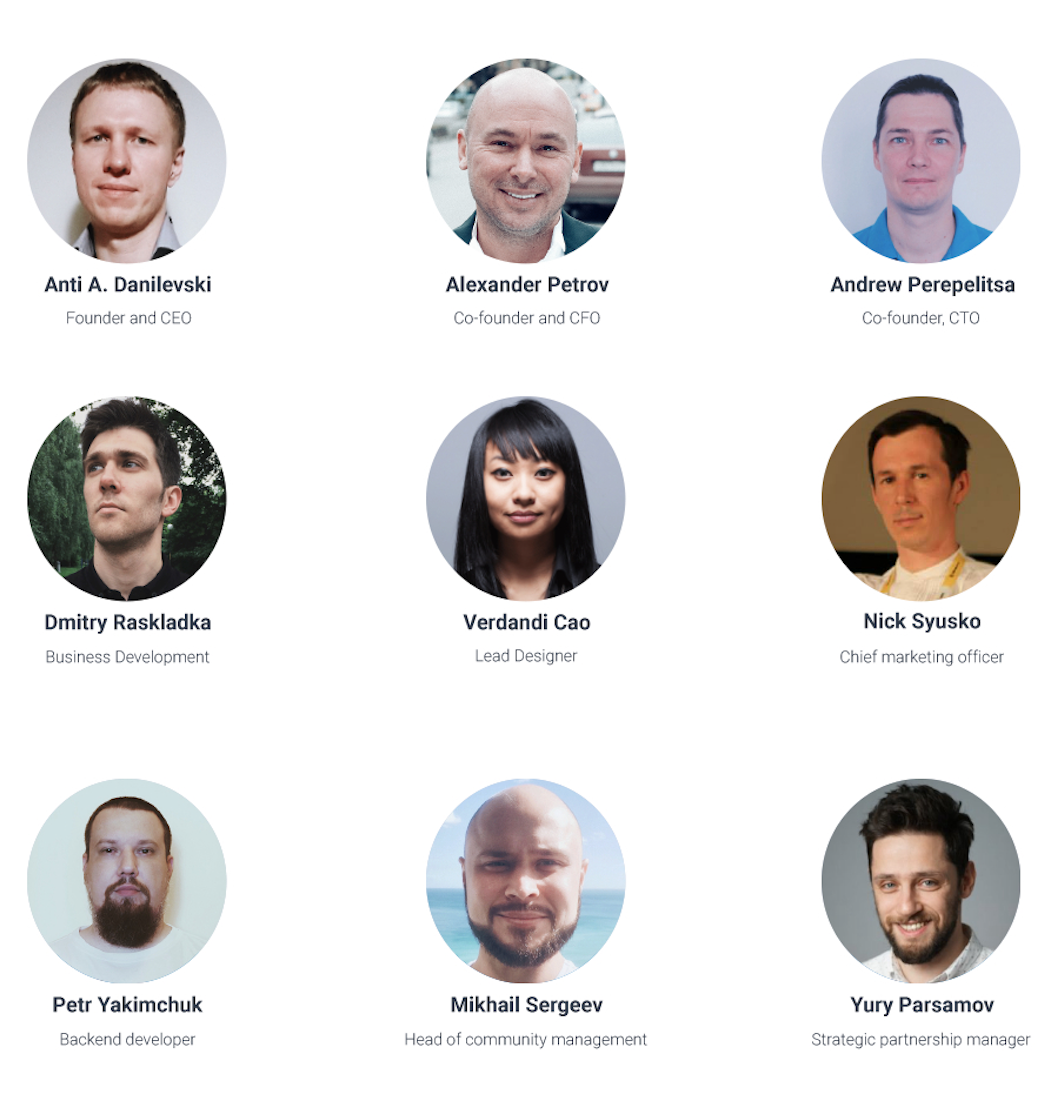 Anti A. Danilevski
Founder and CEO
Alexander Petrov
Co-founder and CFO
Andrew Perepelitsa
Co-founder, CTO
Dmitry Raskladka
Business Development
Verdandi Cao
Lead Designer
Nick Syusko
Chief marketing officer
Petr Yakimchuk
Backend developer
Mikhail Sergeev
Head of community management
Yury Parsamov
Strategic partnership manager